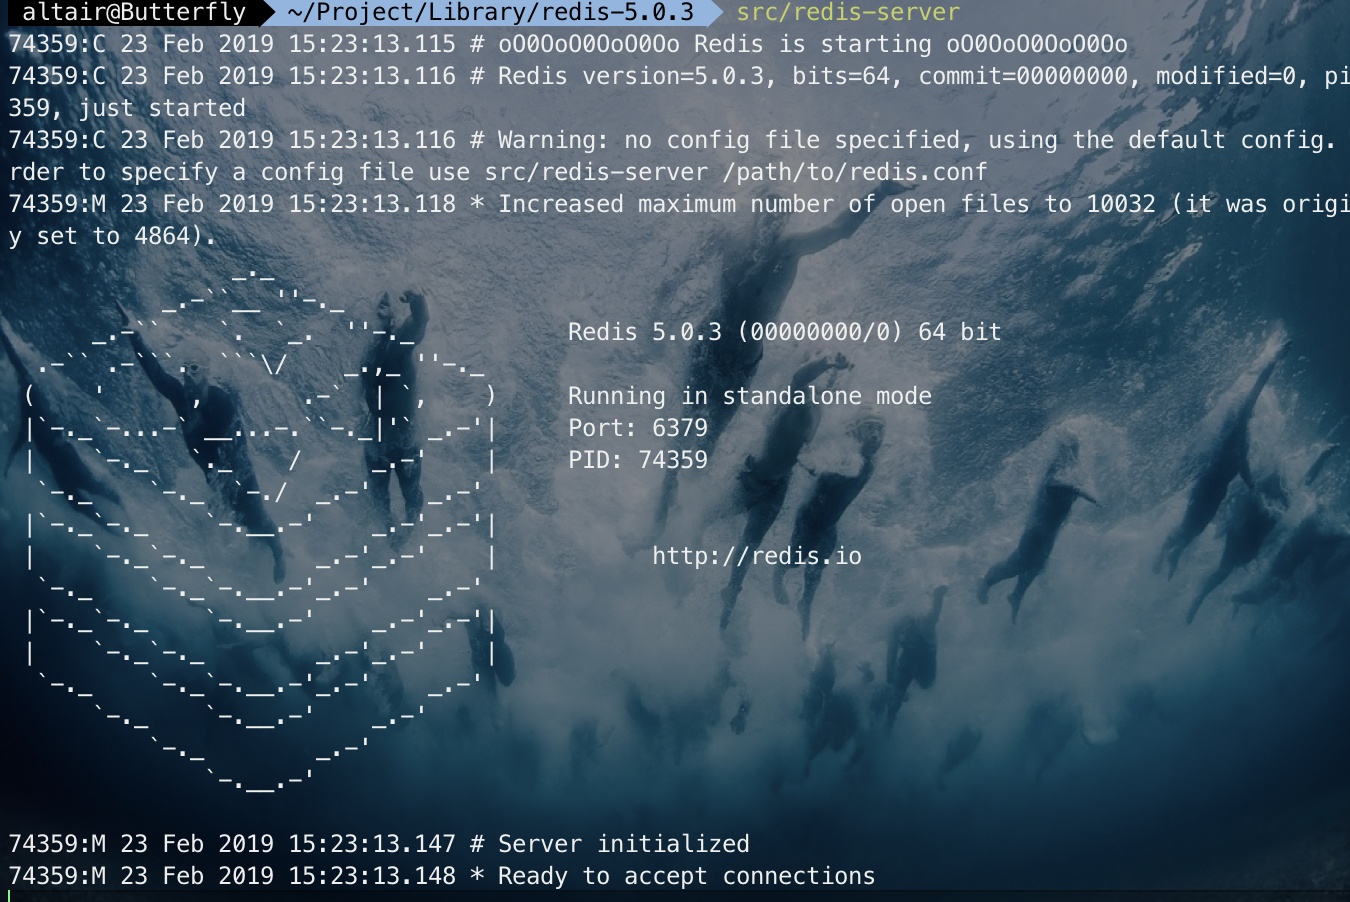 altair@Butterfly ~/Project/Library/redis-5.0.3 src/redis-server
74359:C 23 Feb 2019 15:23:13.115 # oO0OoO0OoO0Oo Redis is starting oO0OoO0OoO0Oo
74359:C 23 Feb 2019 15:23:13.116 # Redis version=5.0.3, bits=64, commit=00000000, modified=0, pi
359, just started
74359:C 23 Feb 2019 15:23:13.116 # Warning: no config file specified, using the default config.
rder to specify a config file use src/redis-server /path/to/redis.conf
74359:M 23 Feb 2019 15:23:13.118 * Increased maximum number of open files to 10032 (it was origi
y set to 4864).
Redis 5.0.3 (00000000/0) 64 bit
Running in standalone mode
Port: 6379
PID: 74359
http://redis.io
74359:M 23 Feb 2019 15:23:13.147 # Server initialized
74359:M 23 Feb 2019 15:23:13.148 * Ready to accept connections